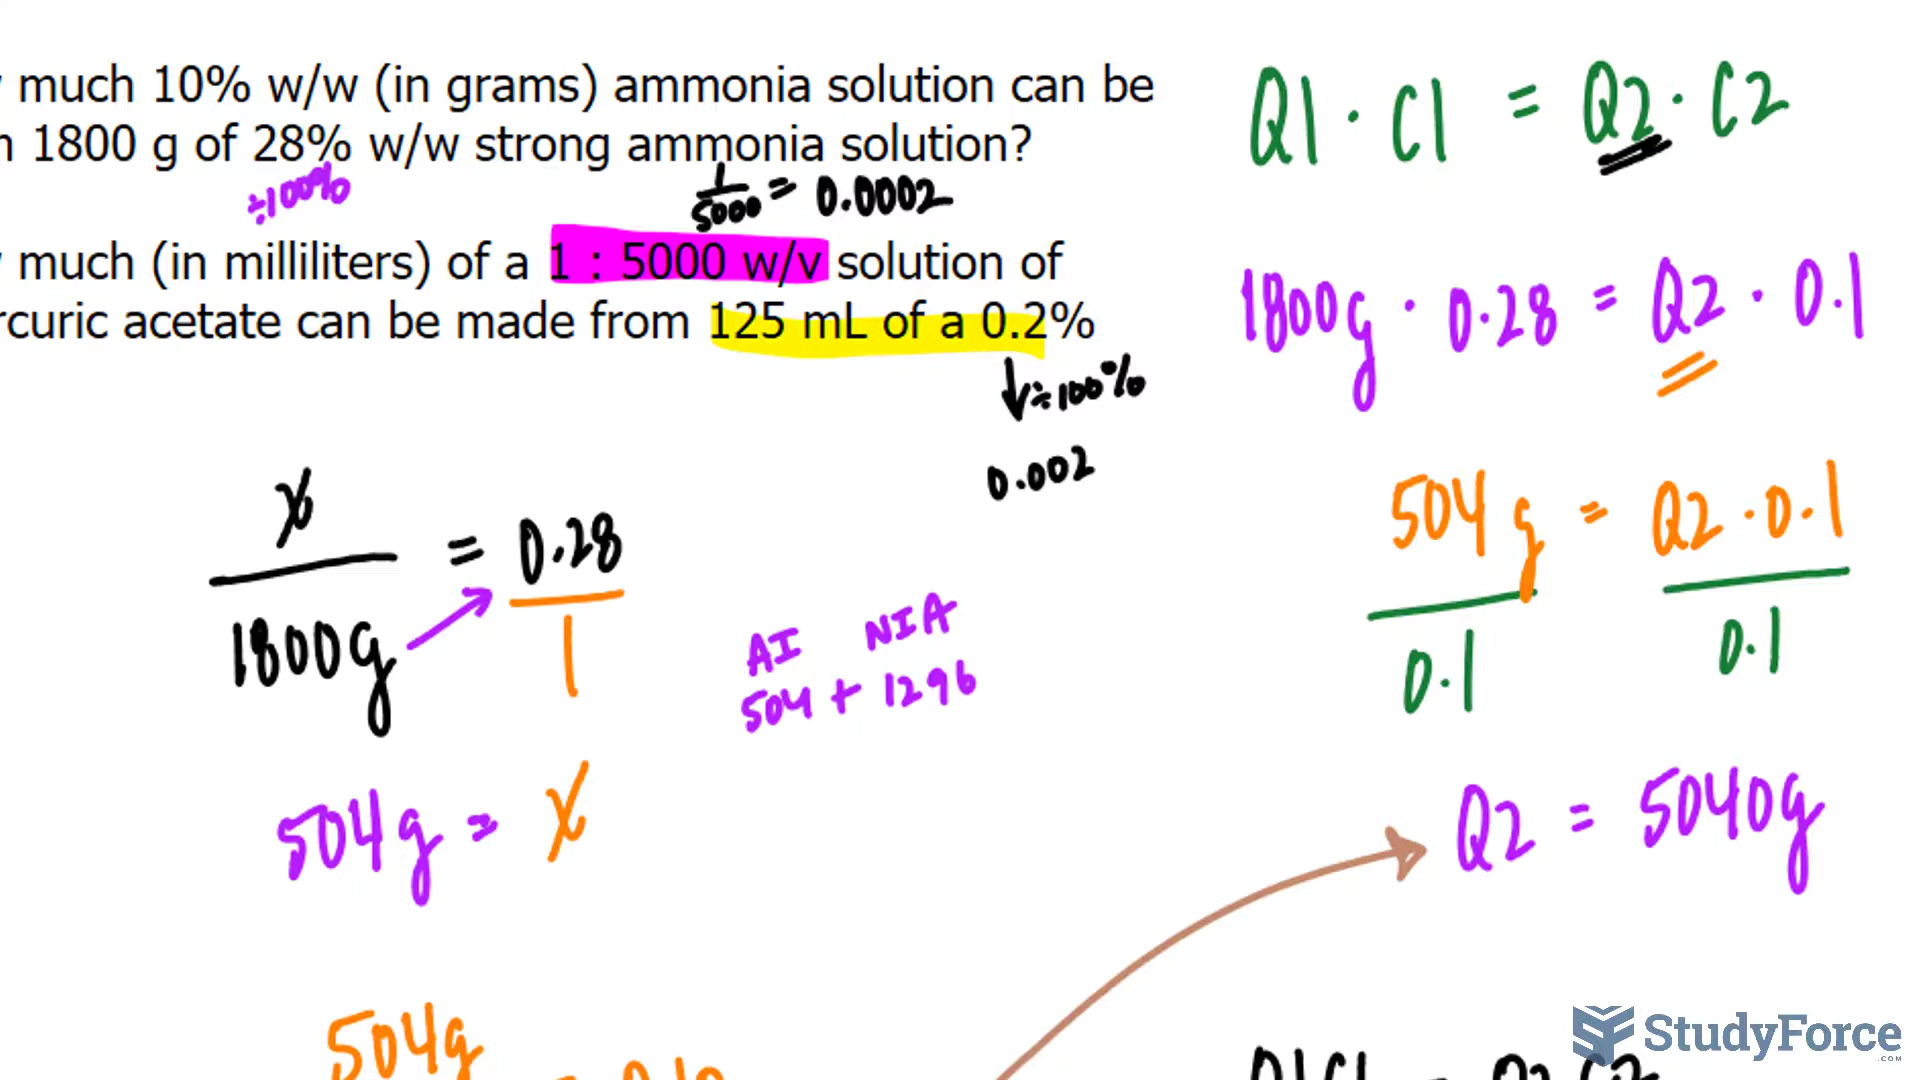 much 10% w/w (in grams) ammonia solution can be
1800 g of 28% w/w strong ammonia solution?
÷100%
1/5000 = 0.0002
much (in milliliters) of a 1 : 5000 w/v solution of
rcuric acetate can be made from 125 mL of a 0.2%
÷100%
0.002
x/1800g = 0.28/1
504g = x
AI NIA
504 + 1296
504g
Q1 · C1 = Q2 · C2
1800g · 0.28 = Q2 · 0.1
504g/0.1 = Q2 · 0.1/0.1
Q2 = 5040g
StudyForce
.COM